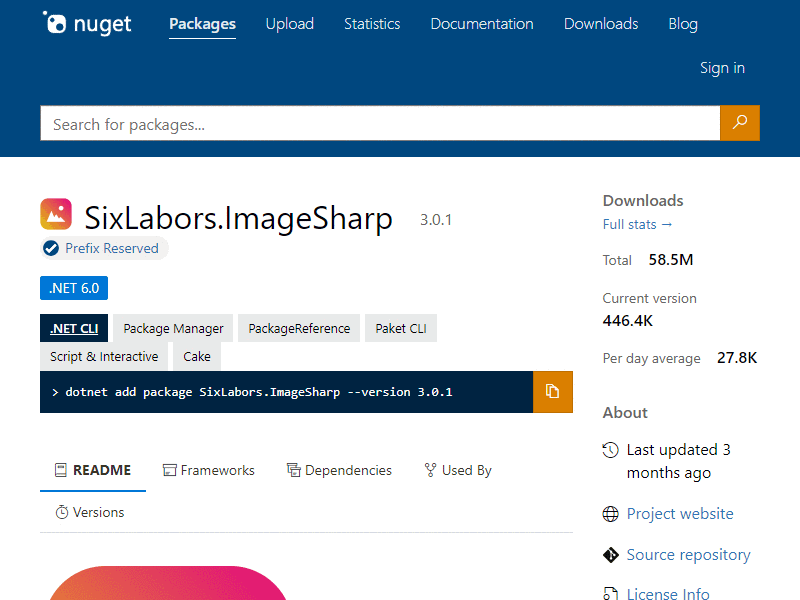 nuget
Packages Upload Statistics Documentation Downloads Blog
Sign in
Search for packages...
SixLabors.ImageSharp 3.0.1
Prefix Reserved
.NET 6.0
.NET CLI Package Manager PackageReference Paket CLI
Script & Interactive Cake
> dotnet add package SixLabors.ImageSharp --version 3.0.1
README Frameworks Dependencies Used By
Versions
Downloads
Full stats →
Total 58.5M
Current version
446.4K
Per day average 27.8K
About
Last updated 3
months ago
Project website
Source repository
License Info